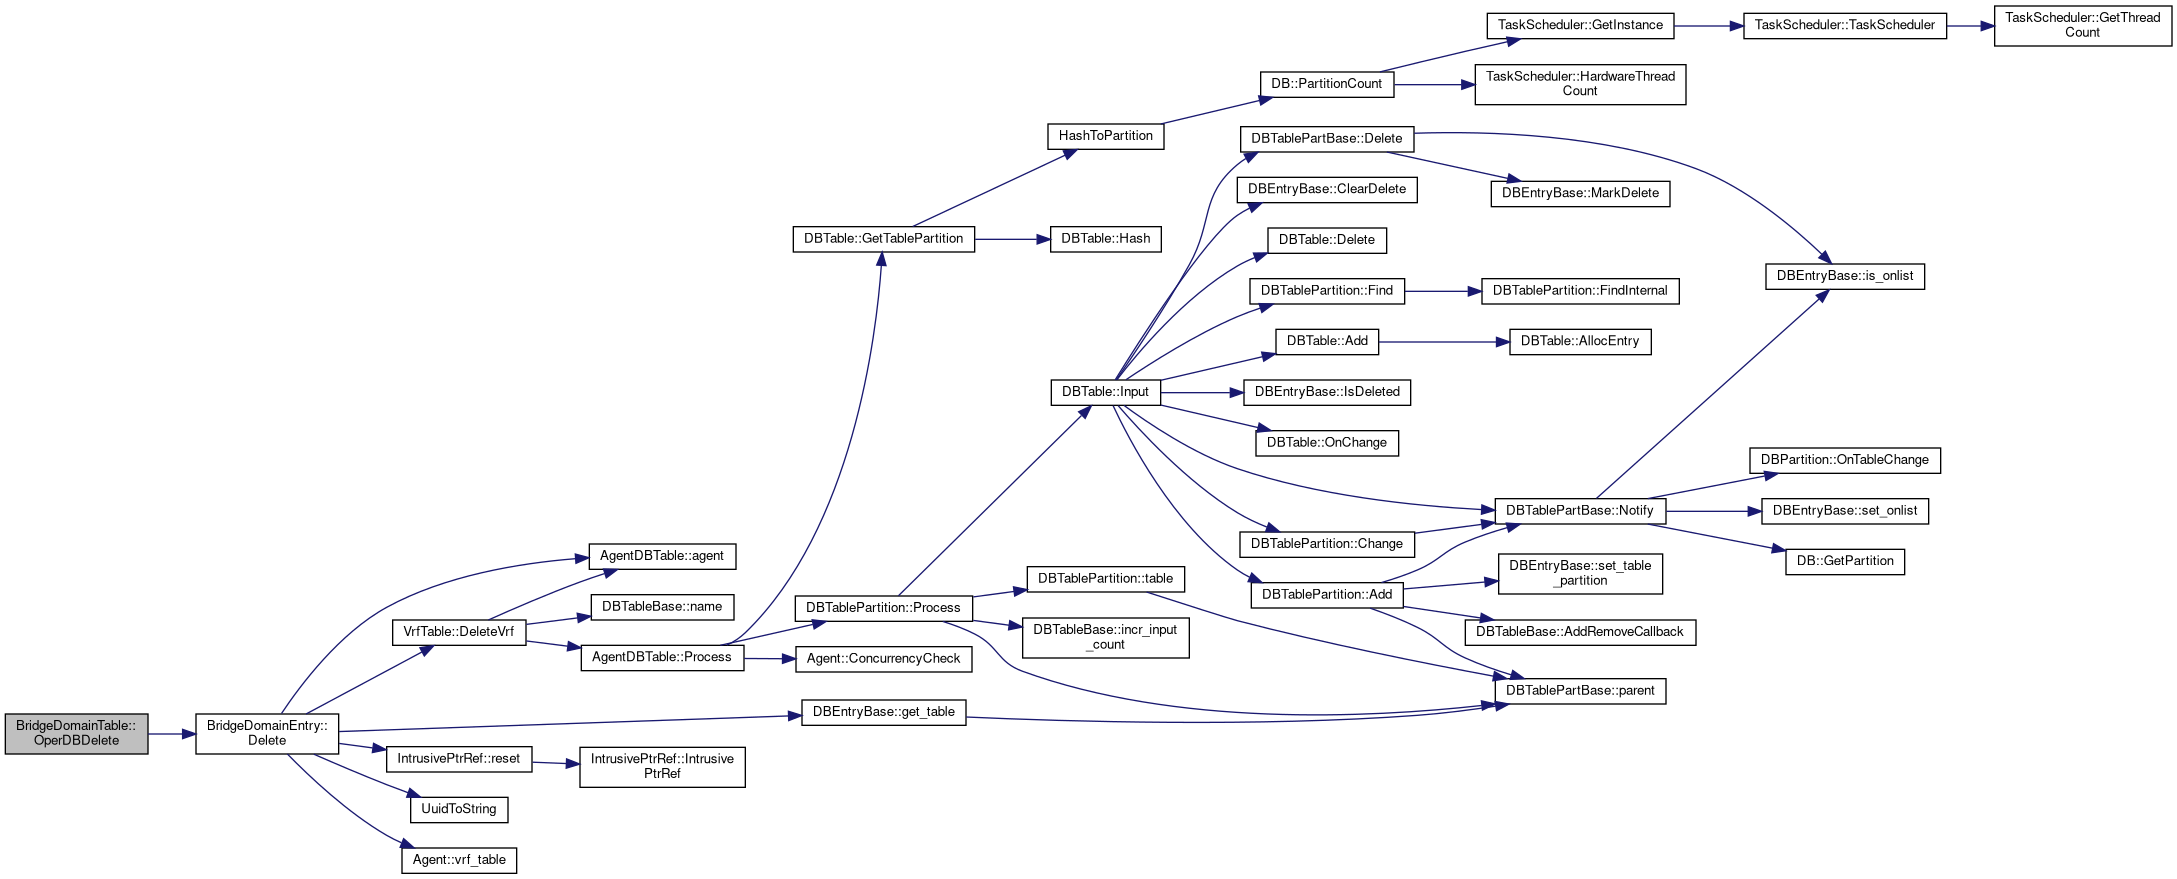 BridgeDomainTable::
OperDBDelete
BridgeDomainEntry::
Delete
AgentDBTable::agent
VrfTable::DeleteVrf
DBTableBase::name
AgentDBTable::Process
DBTable::GetTablePartition
HashToPartition
DB::PartitionCount
TaskScheduler::GetInstance
TaskScheduler::TaskScheduler
TaskScheduler::GetThread
Count
TaskScheduler::HardwareThread
Count
DBTable::Hash
DBTablePartition::Process
DBTable::Input
DBTablePartBase::Delete
DBEntryBase::is_onlist
DBEntryBase::MarkDelete
DBEntryBase::ClearDelete
DBTable::Delete
DBTablePartition::Find
DBTablePartition::FindInternal
DBTable::Add
DBTable::AllocEntry
DBEntryBase::IsDeleted
DBTable::OnChange
DBTablePartBase::Notify
DBPartition::OnTableChange
DBEntryBase::set_onlist
DB::GetPartition
DBTablePartition::Change
DBTablePartition::Add
DBEntryBase::set_table
_partition
DBTableBase::AddRemoveCallback
DBTablePartBase::parent
DBTablePartition::table
DBTableBase::incr_input
_count
Agent::ConcurrencyCheck
DBEntryBase::get_table
IntrusivePtrRef::reset
IntrusivePtrRef::Intrusive
PtrRef
UuidToString
Agent::vrf_table